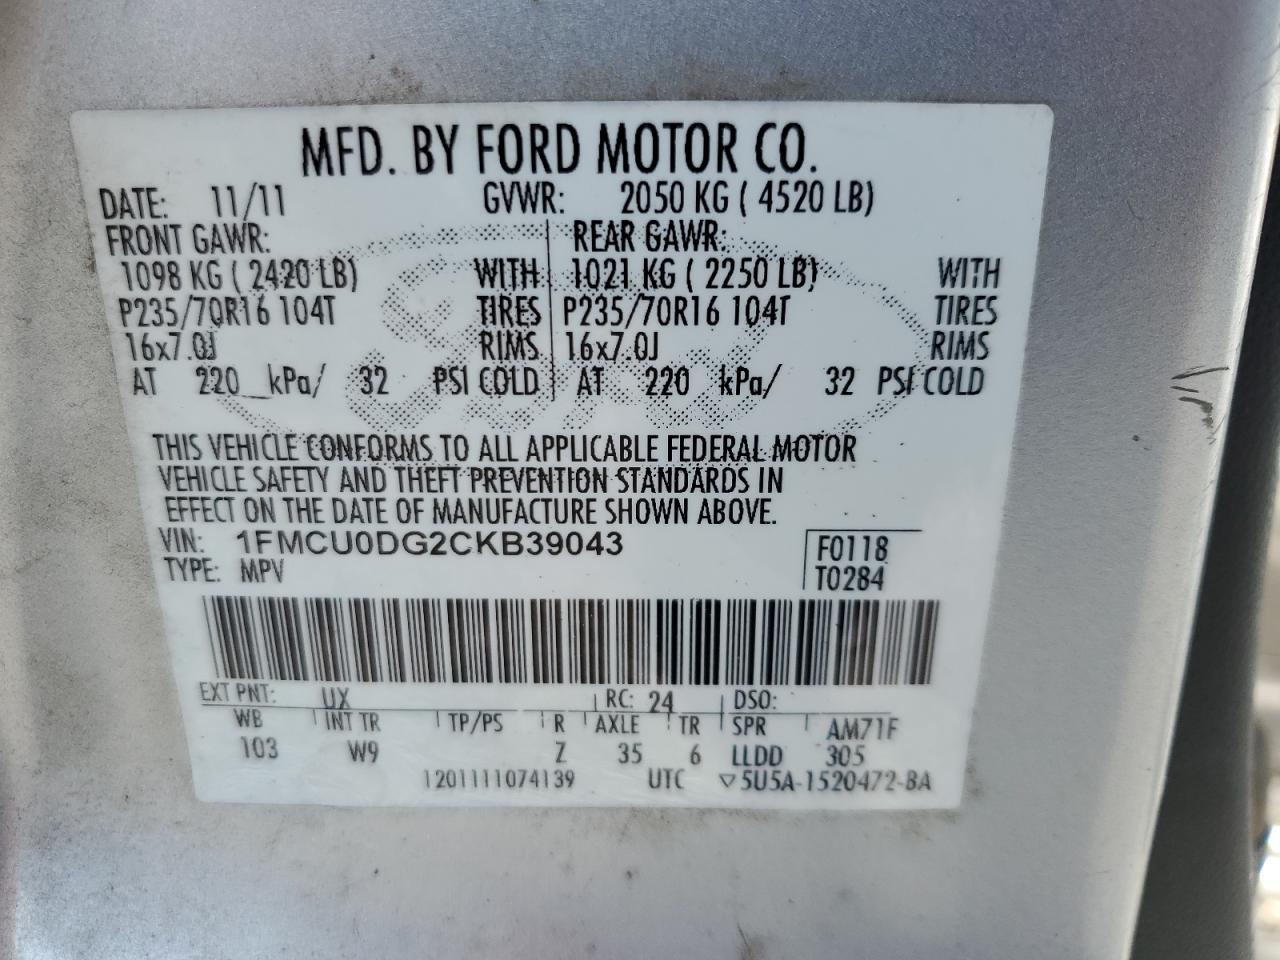 MFD. BY FORD MOTOR CO.
DATE: 11/11 GVWR: 2050 KG ( 4520 LB)
FRONT GAWR: REAR GAWR:
1098 KG ( 2420 LB) WITH 1021 KG ( 2250 LB) WITH
P235/70R16 104T TIRES P235/70R16 104T TIRES
16x7.0J RIMS 16x7.0J RIMS
AT 220 kPa/ 32 PSI COLD AT 220 kPa/ 32 PSI COLD
THIS VEHICLE CONFORMS TO ALL APPLICABLE FEDERAL MOTOR
VEHICLE SAFETY AND THEFT PREVENTION STANDARDS IN
EFFECT ON THE DATE OF MANUFACTURE SHOWN ABOVE.
VIN: 1FMCU0DG2CKB39043 F0118
TYPE: MPV T0284
EXT PNT: UX RC: 24 DSO:
WB INT TR TP/PS R AXLE TR SPR AM71F
103 W9 Z 35 6 LLDD 305
1201111074139 UTC ▽5U5A-1520472-BA